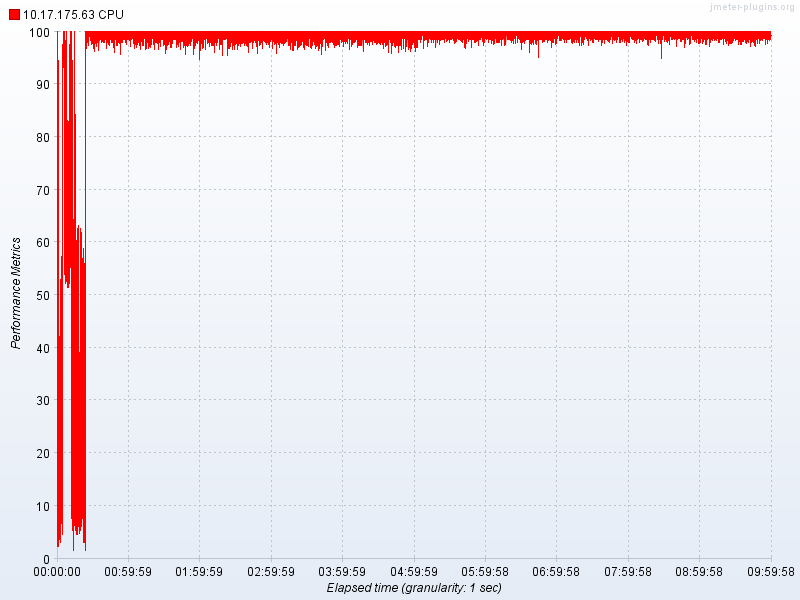 10.17.175.63 CPU
jmeter-plugins.org
100
90
80
70
60
50
40
30
20
10
0
Performance Metrics
00:00:00 00:59:59 01:59:59 02:59:59 03:59:59 04:59:59 05:59:58 06:59:58 07:59:58 08:59:58 09:59:58
Elapsed time (granularity: 1 sec)